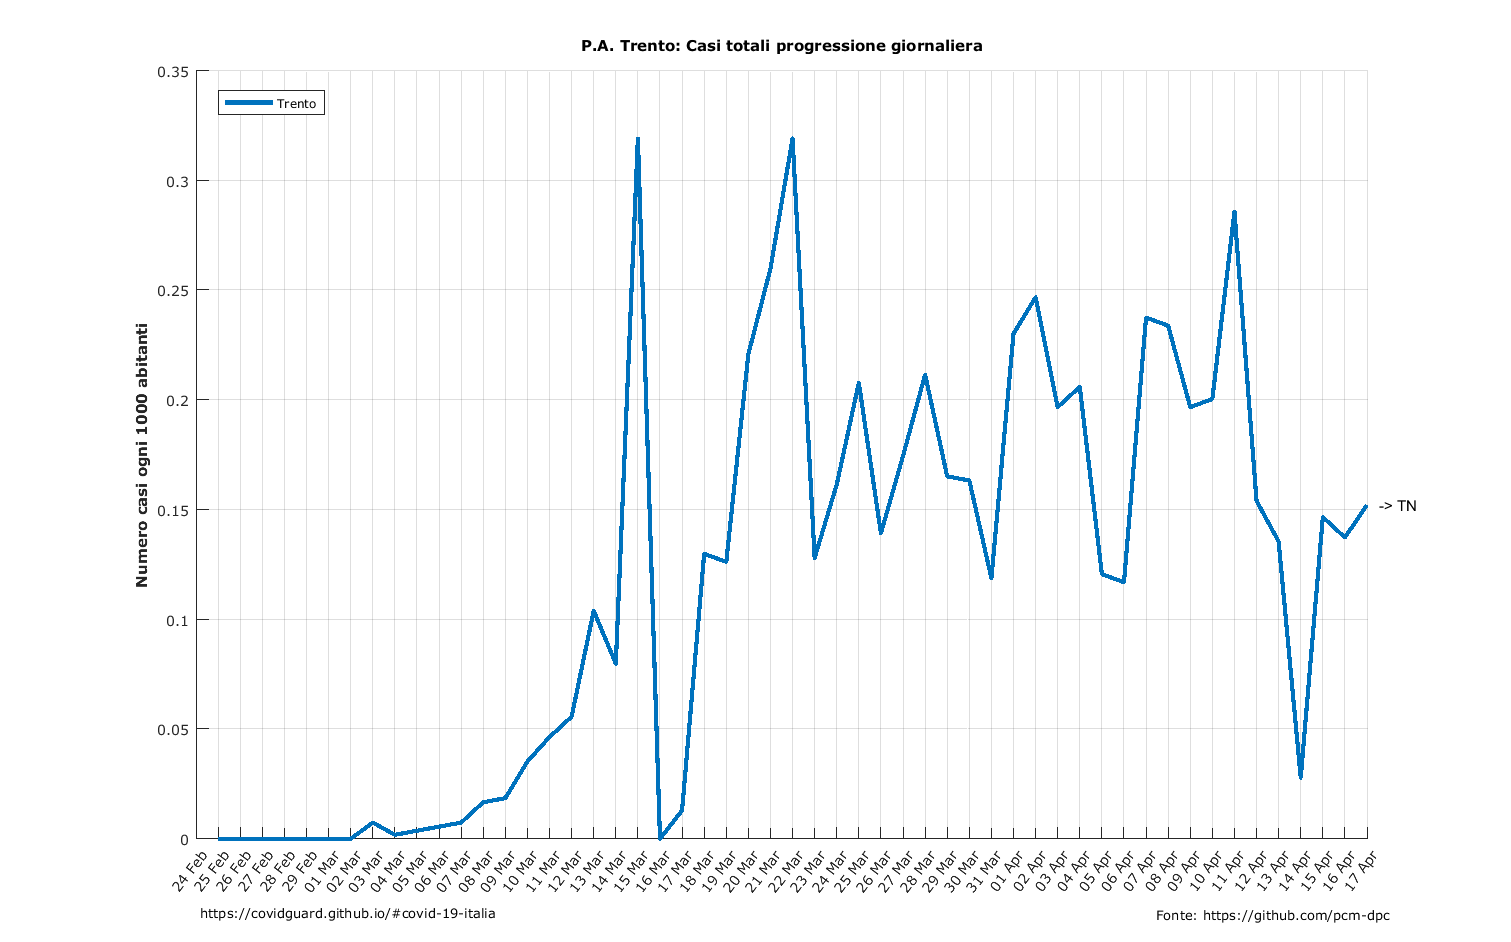 P.A. Trento: Casi totali progressione giornaliera
0.35
Trento
0.3
0.25
0.2
0.15
0.1
0.05
0
Numero casi ogni 1000 abitanti
-> TN
24 Feb
25 Feb
26 Feb
27 Feb
28 Feb
29 Feb
01 Mar
02 Mar
03 Mar
04 Mar
05 Mar
06 Mar
07 Mar
08 Mar
09 Mar
10 Mar
11 Mar
12 Mar
13 Mar
14 Mar
15 Mar
16 Mar
17 Mar
18 Mar
19 Mar
20 Mar
21 Mar
22 Mar
23 Mar
24 Mar
25 Mar
26 Mar
27 Mar
28 Mar
29 Mar
30 Mar
31 Mar
01 Apr
02 Apr
03 Apr
04 Apr
05 Apr
06 Apr
07 Apr
08 Apr
09 Apr
10 Apr
11 Apr
12 Apr
13 Apr
14 Apr
15 Apr
16 Apr
17 Apr
https://covidguard.github.io/#covid-19-italia
Fonte: https://github.com/pcm-dpc